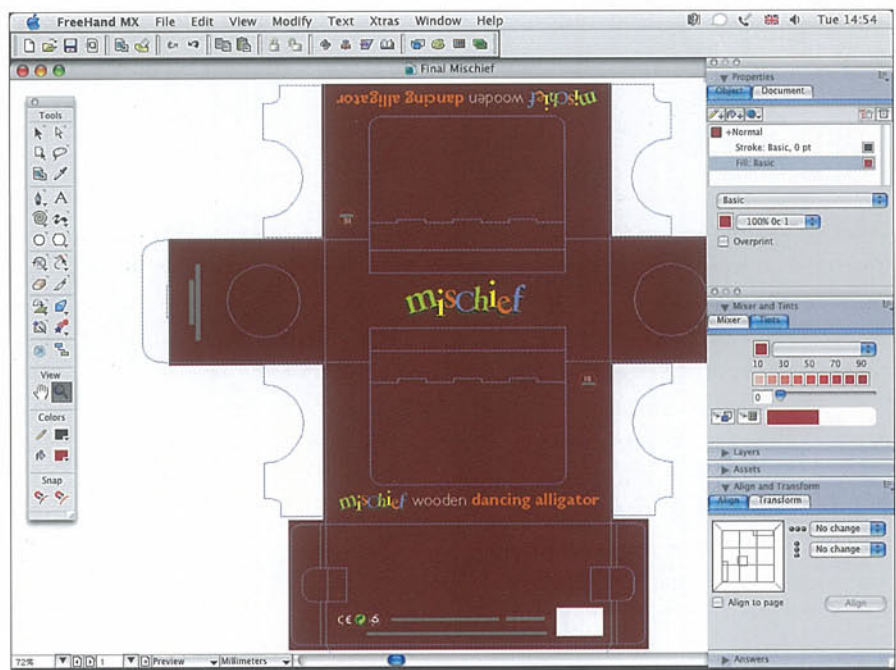 FreeHand MX File Edit View Modify Text Xtras Window Help Tue 14:54
Final Mischief
Tools
View
Colors
Snap
mischief wooden dancing alligator
mischief
mischief wooden dancing alligator
CE
72% 1 Preview Millimeters
Properties
Object Document
+Normal
Stroke: Basic, 0 pt
Fill: Basic
Basic
100% 0c 1...
Overprint
Mixer and Tints
Mixer Tints
10 30 50 70 90
0
Layers
Assets
Align and Transform
Align Transform
No change
No change
Align to page Align
Answers